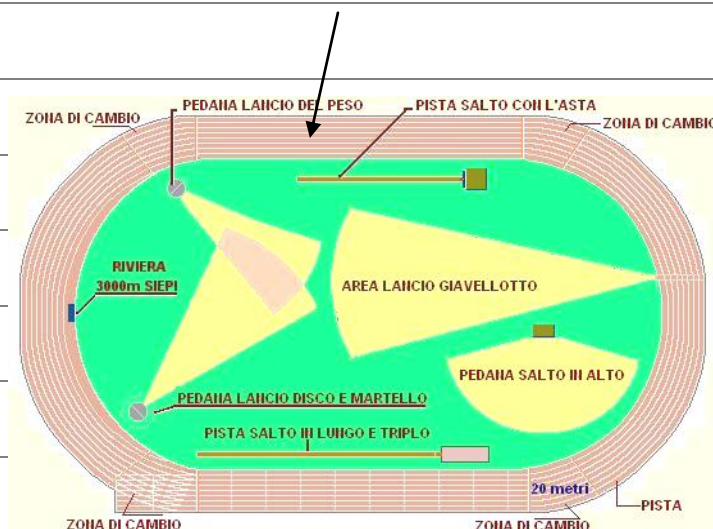 PEDANA LANCIO DEL PESO
PISTA SALTO CON L'ASTA
ZONA DI CAMBIO
ZONA DI CAMBIO
RIVIERA
3000m SIEPI
AREA LANCIO GIAVELLOTTO
PEDANA SALTO IN ALTO
PEDANA LANCIO DISCO E MARTELLO
PISTA SALTO IN LUNGO E TRIPLO
20 metri
PISTA
ZONA DI CAMBIO
ZONA DI CAMBIO